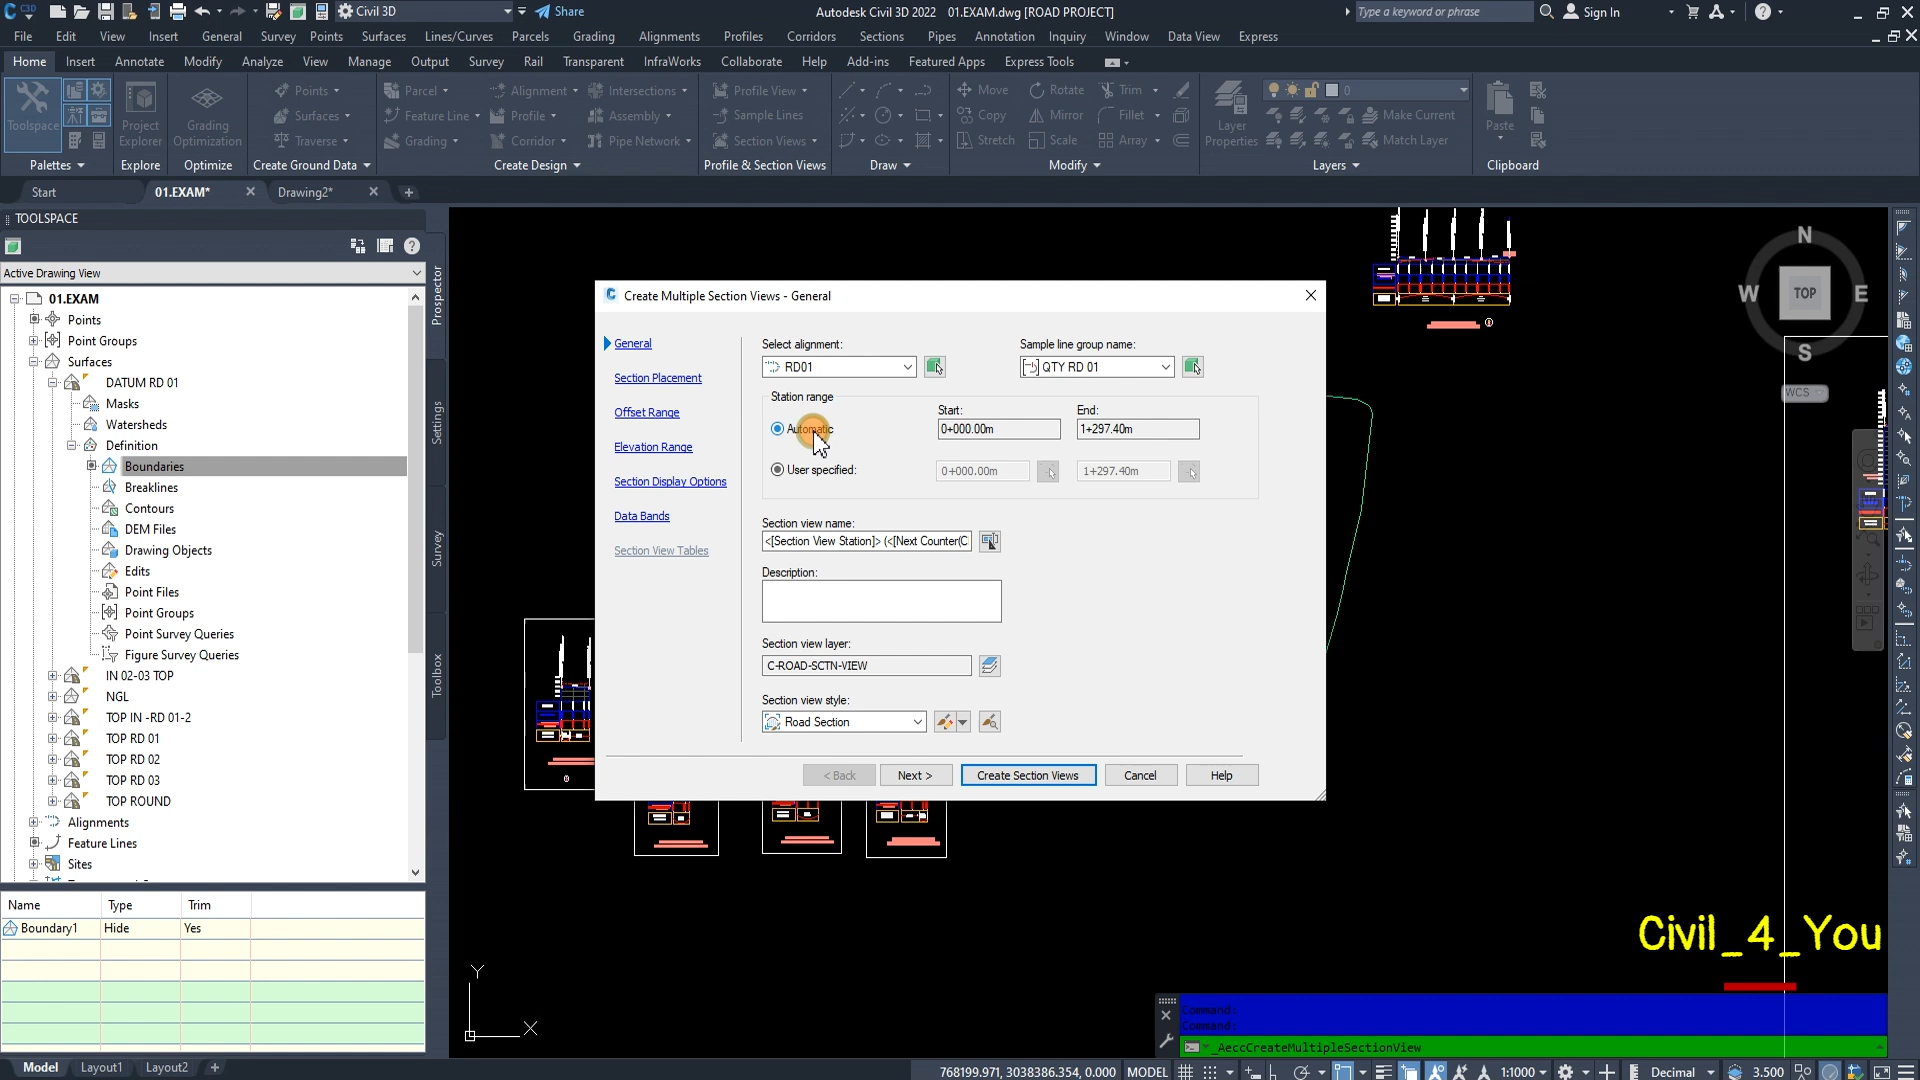 Civil 3D
Share
Autodesk Civil 3D 2022 01.EXAM.dwg [ROAD PROJECT]
Type a keyword or phrase
Sign In
File Edit View Insert General Survey Points Surfaces Lines/Curves Parcels Grading Alignments Profiles Corridors Sections Pipes Annotation Inquiry Window Data View Express
Home Insert Annotate Modify Analyze View Manage Output Survey Rail Transparent InfraWorks Collaborate Help Add-ins Featured Apps Express Tools
Points Parcel Alignment Intersections Profile View Move Rotate Trim 0
Surfaces Feature Line Profile Assembly Sample Lines Copy Mirror Fillet Make Current
Toolspace Project Explorer Grading Optimization Layer Properties Paste
Traverse Grading Corridor Pipe Network Section Views Stretch Scale Array Match Layer
Palettes Explore Optimize Create Ground Data Create Design Profile & Section Views Draw Modify Layers Clipboard
Start 01.EXAM* Drawing2*
TOOLSPACE
Active Drawing View
01.EXAM
Points
Point Groups
Surfaces
DATUM RD 01
Masks
Watersheds
Definition
Boundaries
Breaklines
Contours
DEM Files
Drawing Objects
Edits
Point Files
Point Groups
Point Survey Queries
Figure Survey Queries
IN 02-03 TOP
NGL
TOP IN -RD 01-2
TOP RD 01
TOP RD 02
TOP RD 03
TOP ROUND
Alignments
Feature Lines
Sites
Prospector
Settings
Survey
Toolbox
Name Type Trim
Boundary1 Hide Yes
Create Multiple Section Views - General
General
Section Placement
Offset Range
Elevation Range
Section Display Options
Data Bands
Section View Tables
Select alignment:
RD01
Sample line group name:
QTY RD 01
Station range
Start: End:
Automatic 0+000.00m 1+297.40m
User specified: 0+000.00m 1+297.40m
Section view name:
<[Section View Station]> (<[Next Counter(C
Description:
Section view layer:
C-ROAD-SCTN-VIEW
Section view style:
Road Section
< Back Next > Create Section Views Cancel Help
N
W TOP E
S
WCS
Y
X
Civil_4_You
Command:
Command:
_AeccCreateMultipleSectionView
Model Layout1 Layout2
768199.971, 3038386.354, 0.000 MODEL 1:1000 Decimal 3.500